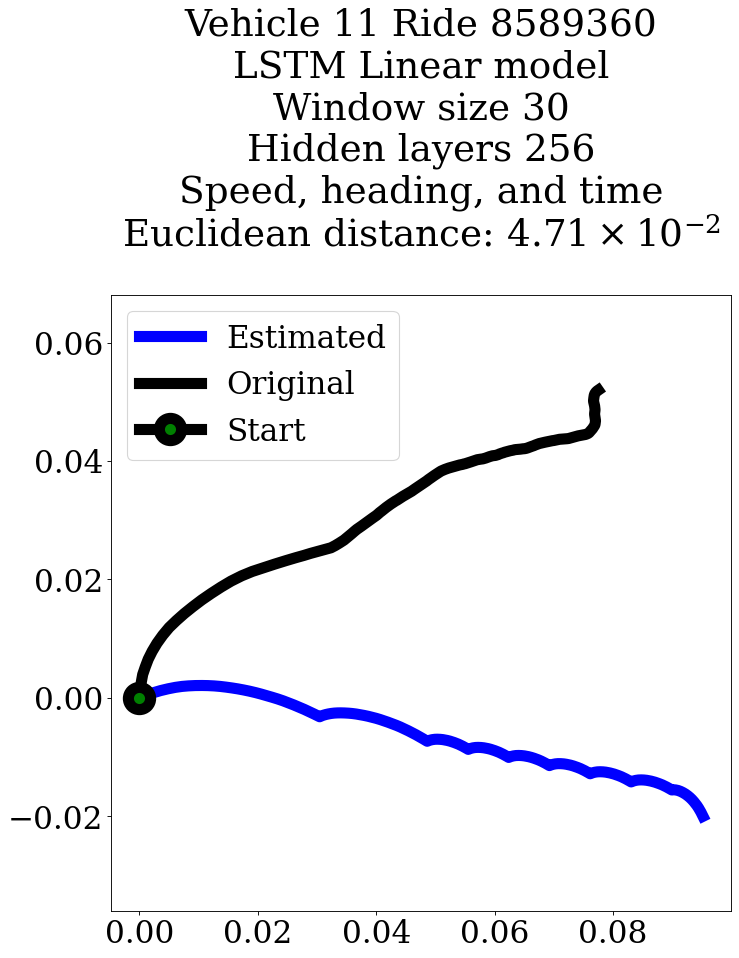 Vehicle 11 Ride 8589360
LSTM Linear model
Window size 30
Hidden layers 256
Speed, heading, and time
Euclidean distance: 4.71 × 10⁻²
Estimated
Original
Start
0.06
0.04
0.02
0.00
−0.02
0.00 0.02 0.04 0.06 0.08